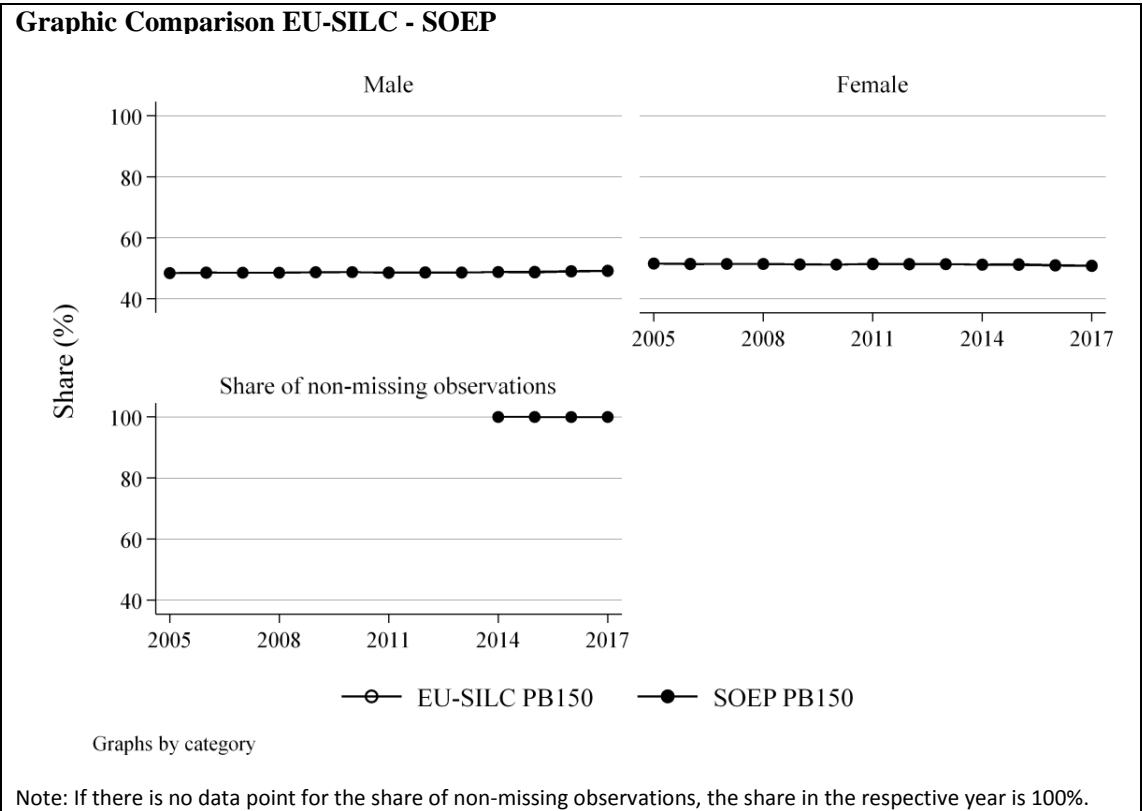 Graphic Comparison EU-SILC - SOEP
Male
Female
100
80
60
40
2005
2008
2011
2014
2017
Share (%)
Share of non-missing observations
100
80
60
40
2005
2008
2011
2014
2017
EU-SILC PB150
SOEP PB150
Graphs by category
Note: If there is no data point for the share of non-missing observations, the share in the respective year is 100%.